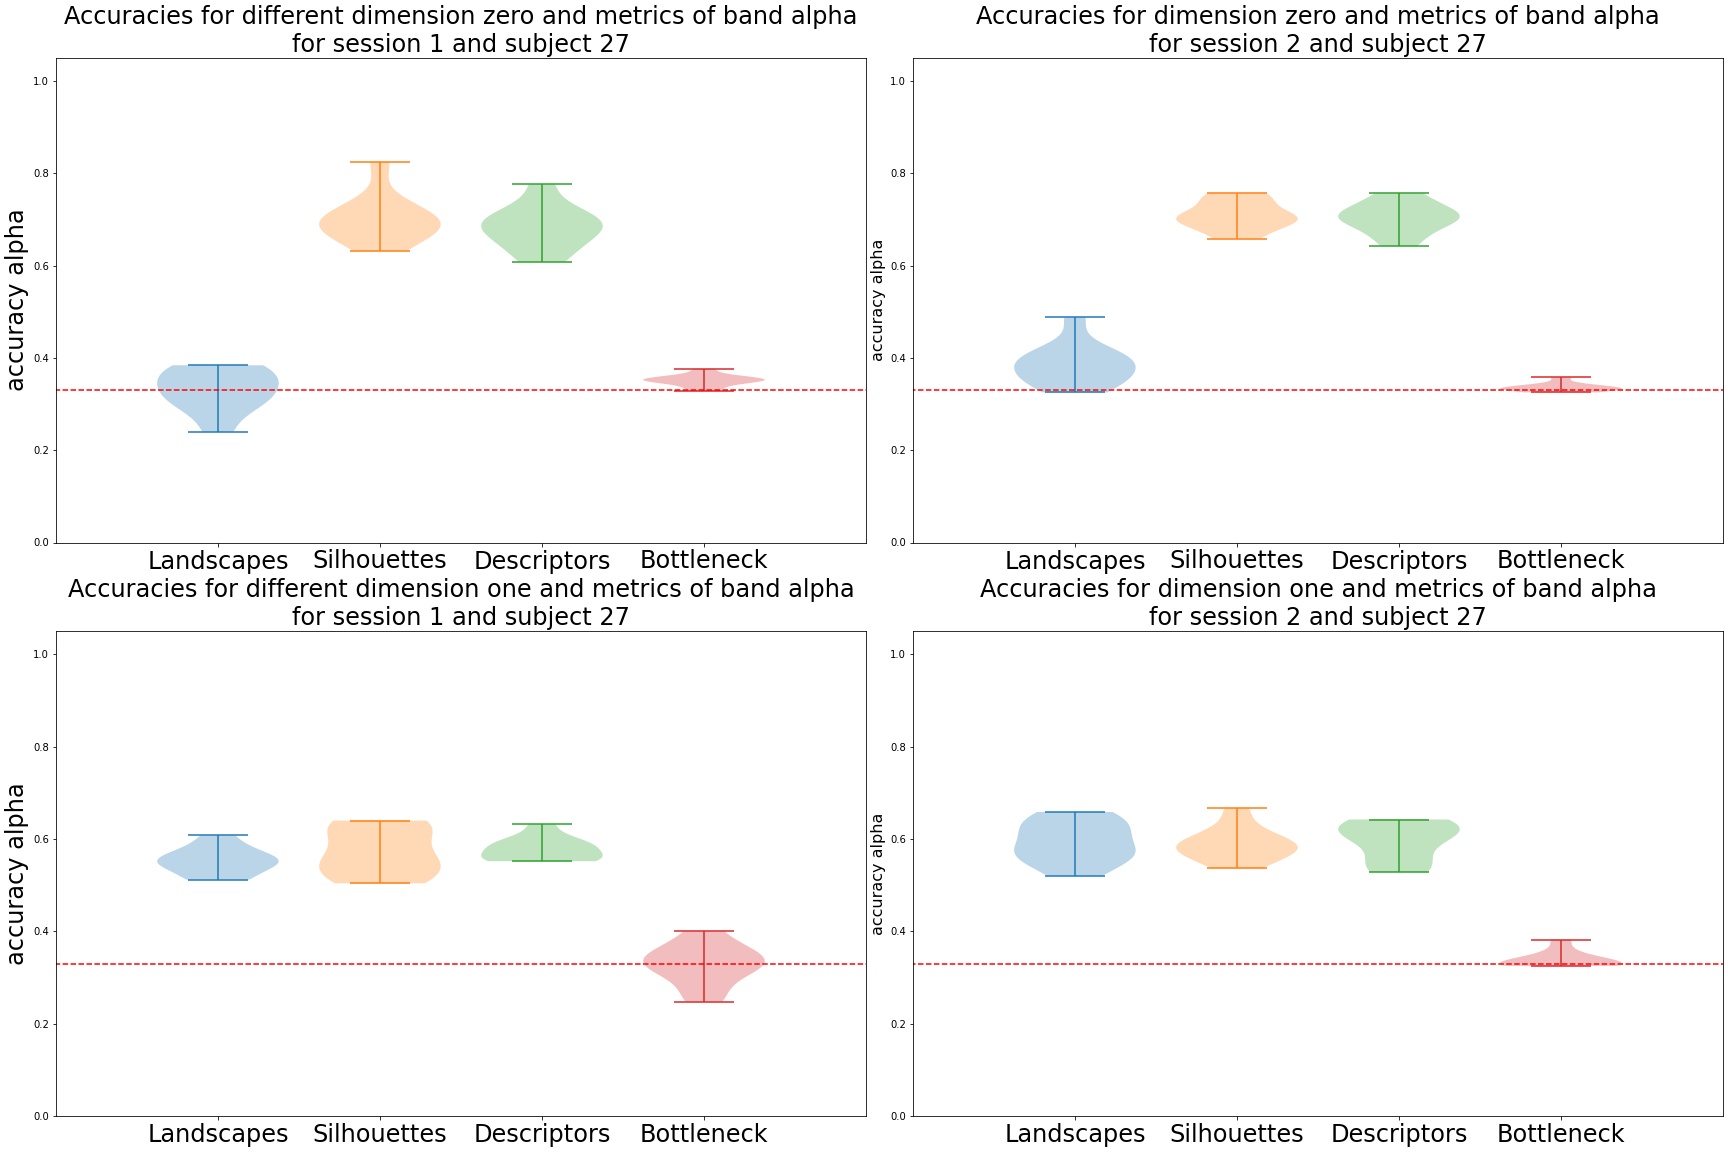 Accuracies for different dimension zero and metrics of band alpha
for session 1 and subject 27
accuracy alpha
1.0
0.8
0.6
0.4
0.2
0.0
Landscapes Silhouettes Descriptors Bottleneck
Accuracies for dimension zero and metrics of band alpha
for session 2 and subject 27
accuracy alpha
1.0
0.8
0.6
0.4
0.2
0.0
Landscapes Silhouettes Descriptors Bottleneck
Accuracies for different dimension one and metrics of band alpha
for session 1 and subject 27
accuracy alpha
1.0
0.8
0.6
0.4
0.2
0.0
Landscapes Silhouettes Descriptors Bottleneck
Accuracies for dimension one and metrics of band alpha
for session 2 and subject 27
accuracy alpha
1.0
0.8
0.6
0.4
0.2
0.0
Landscapes Silhouettes Descriptors Bottleneck